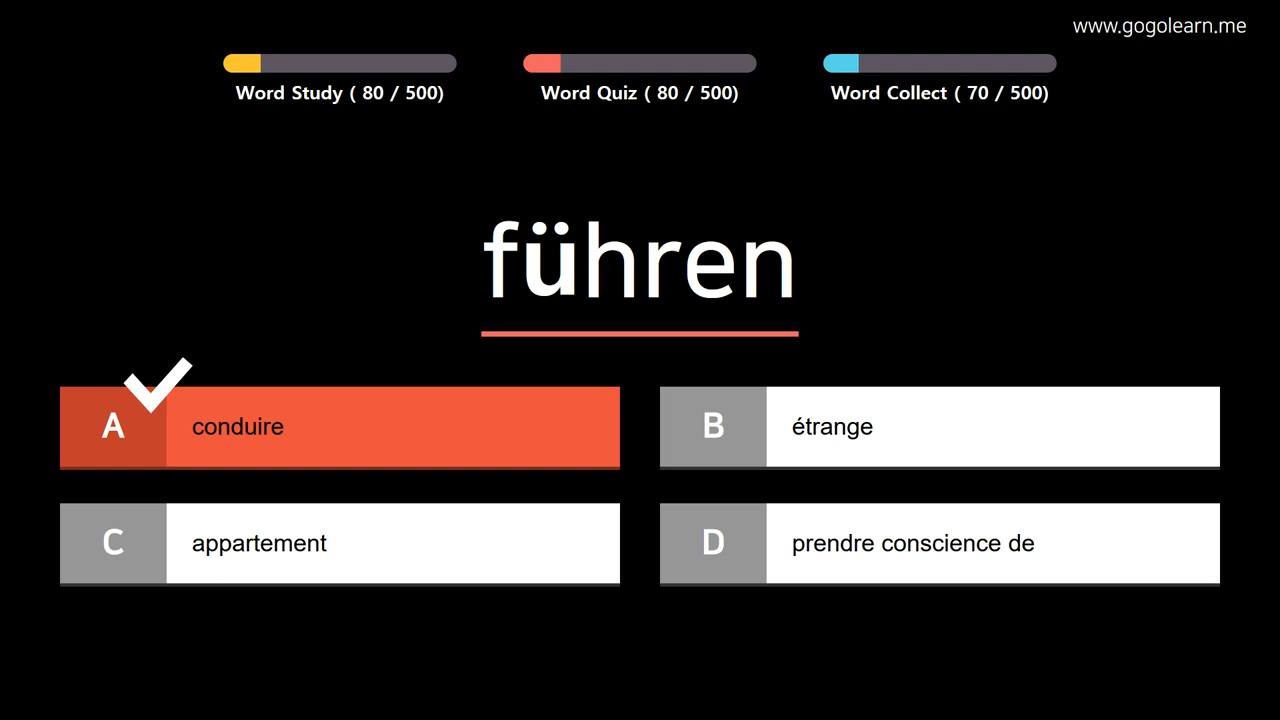 www.gogolearn.me
Word Study ( 80 / 500)
Word Quiz ( 80 / 500)
Word Collect ( 70 / 500)
führen
A conduire
B étrange
C appartement
D prendre conscience de